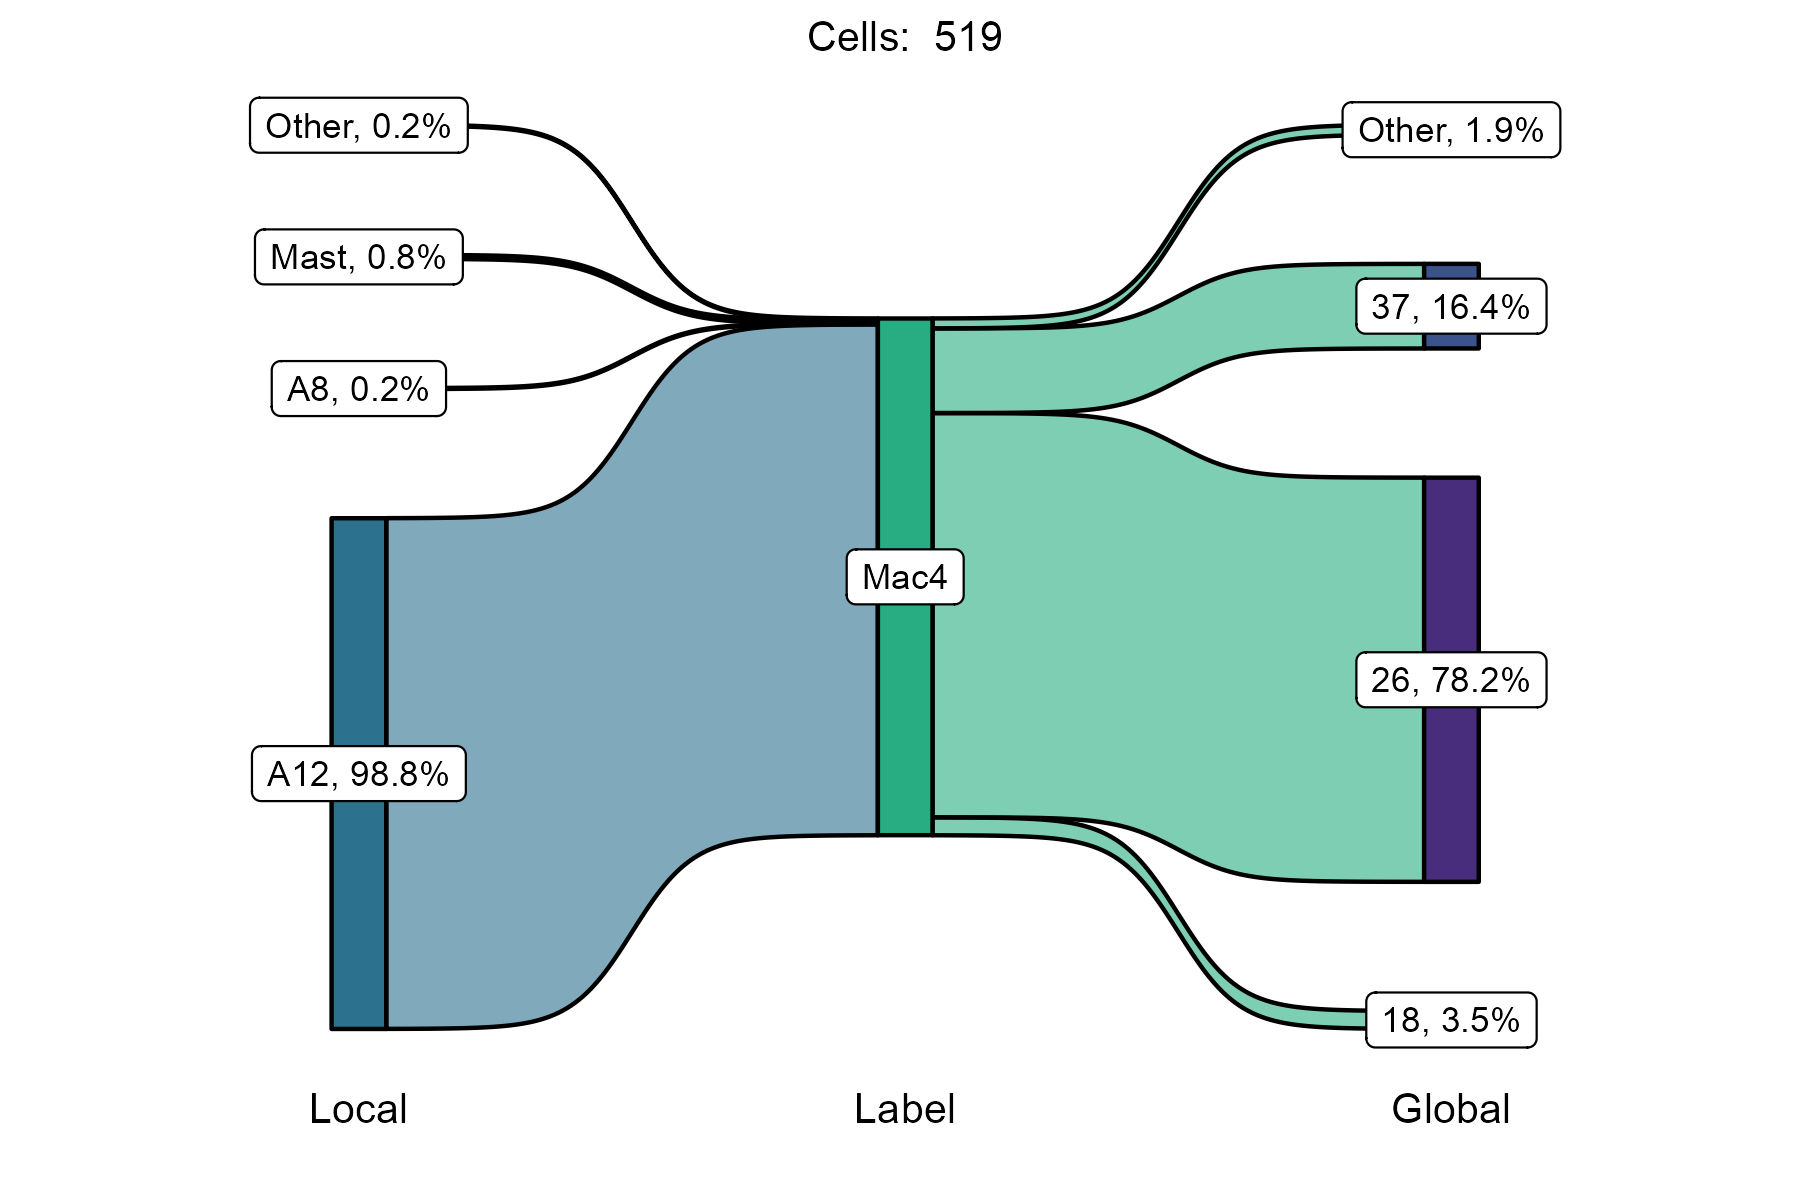 Cells:  519
Other, 0.2%
Mast, 0.8%
A8, 0.2%
A12, 98.8%
Mac4
Other, 1.9%
37, 16.4%
26, 78.2%
18, 3.5%
Local
Label
Global